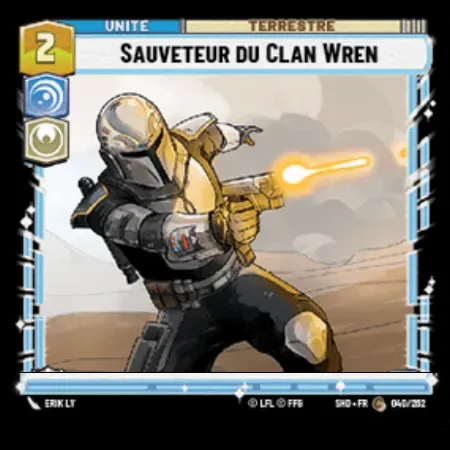 UNITÉ TERRESTRE
2
SAUVETEUR DU CLAN WREN
ERIK LY © LFL © FFG SHD • FR 040/262